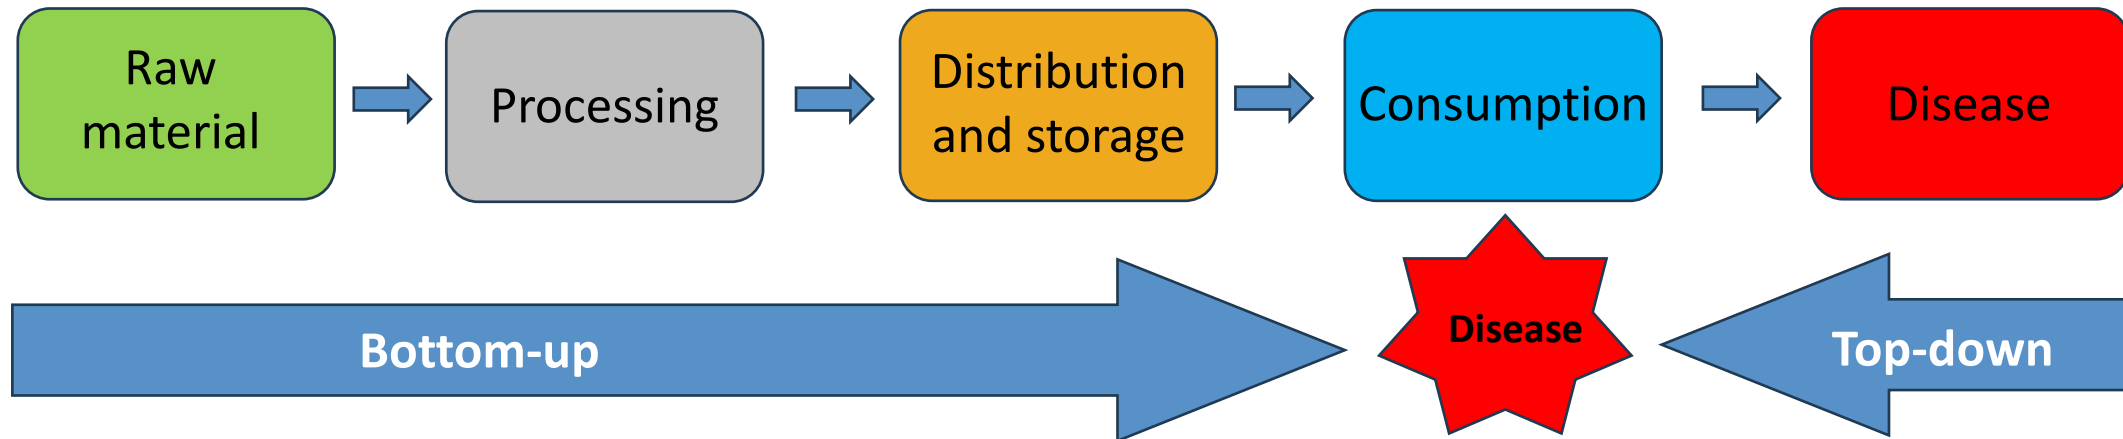 Raw
material
Processing
Distribution
and storage
Consumption
Disease
Bottom-up
Disease
Top-down